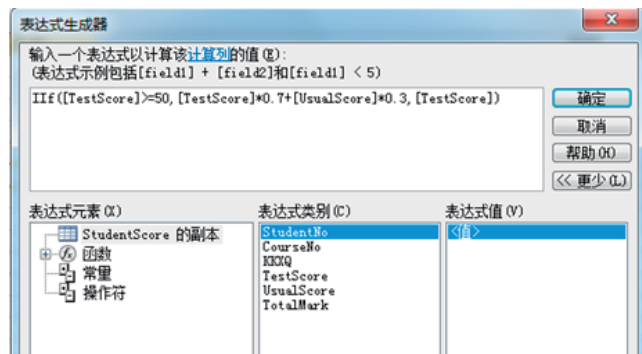 表达式生成器
输入一个表达式以计算该计算列的值(E):
(表达式示例包括[field1] + [field2]和[field1] < 5)
IIf([TestScore]>=50,[TestScore]*0.7+[UsualScore]*0.3,[TestScore])
确定
取消
帮助(H)
<< 更少(L)
表达式元素(X)
StudentScore 的副本
函数
常量
操作符
表达式类别(C)
StudentNo
CourseNo
KKXQ
TestScore
UsualScore
TotalMark
表达式值(V)
<值>